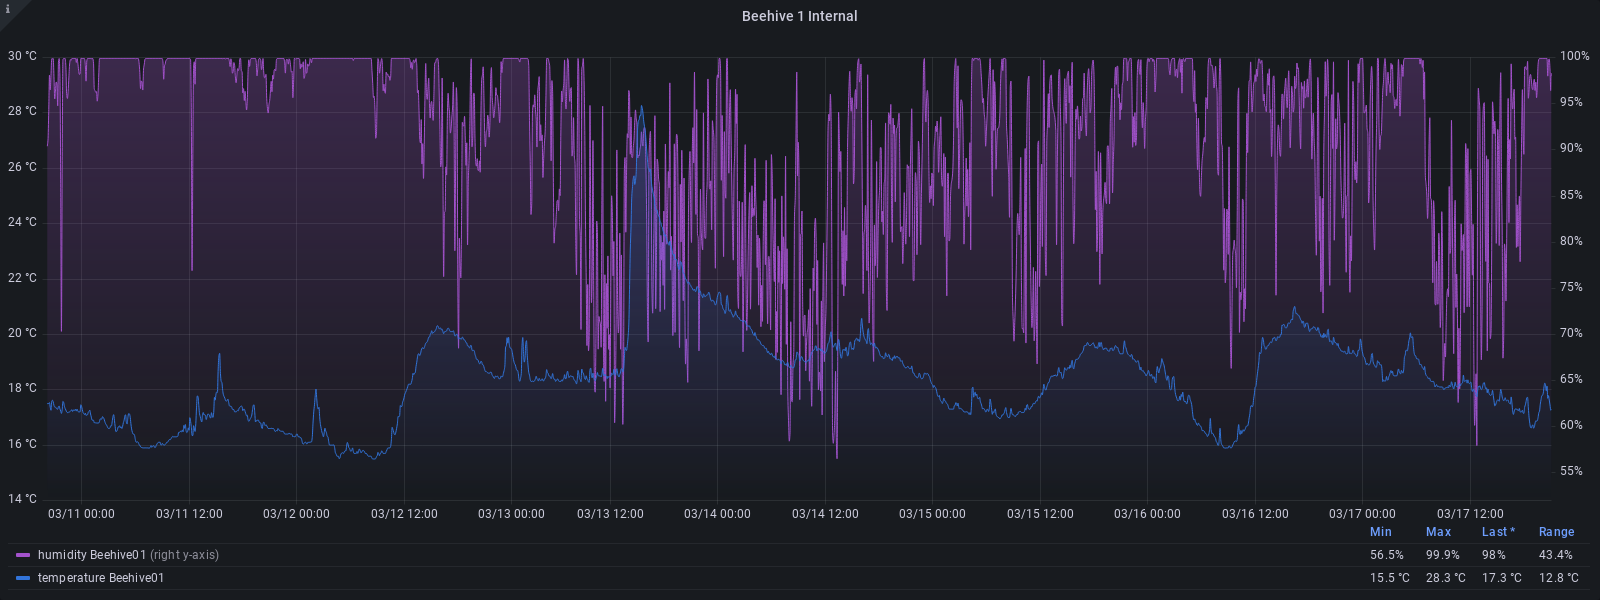 i
Beehive 1 Internal
30 °C 100%
28 °C 95%
26 °C 90%
24 °C 85%
22 °C 80%
20 °C 75%
18 °C 70%
16 °C 65%
14 °C 60%
55%
03/11 00:00 03/11 12:00 03/12 00:00 03/12 12:00 03/13 00:00 03/13 12:00 03/14 00:00 03/14 12:00 03/15 00:00 03/15 12:00 03/16 00:00 03/16 12:00 03/17 00:00 03/17 12:00
Min Max Last * Range
humidity Beehive01 (right y-axis) 56.5% 99.9% 98% 43.4%
temperature Beehive01 15.5 °C 28.3 °C 17.3 °C 12.8 °C